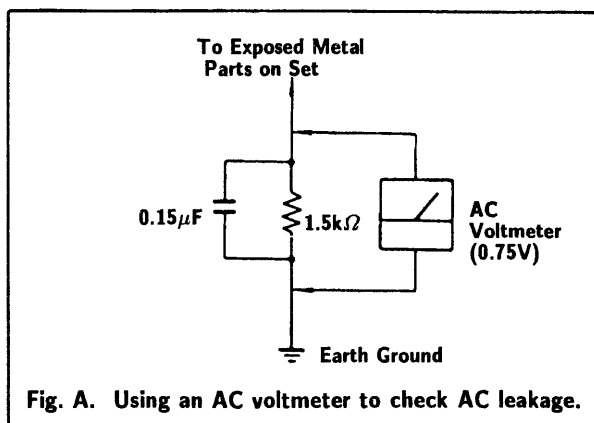 To Exposed Metal
Parts on Set
0.15μF
1.5kΩ
AC
Voltmeter
(0.75V)
Earth Ground
Fig. A. Using an AC voltmeter to check AC leakage.